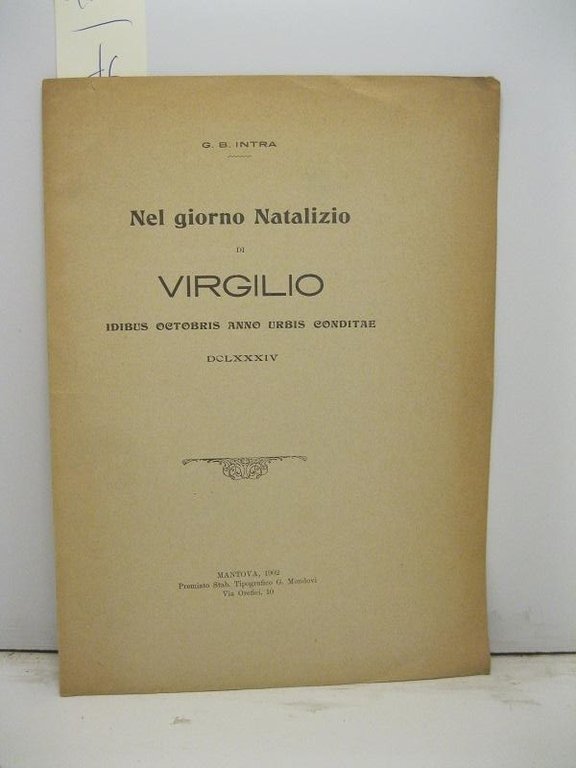 G. B. INTRA
Nel giorno Natalizio
DI
VIRGILIO
IDIBUS OCTOBRIS ANNO URBIS CONDITAE
DCLXXXIV
MANTOVA, 1902
Premiato Stab. Tipografico G. Mondovi
Via Orefici, 10